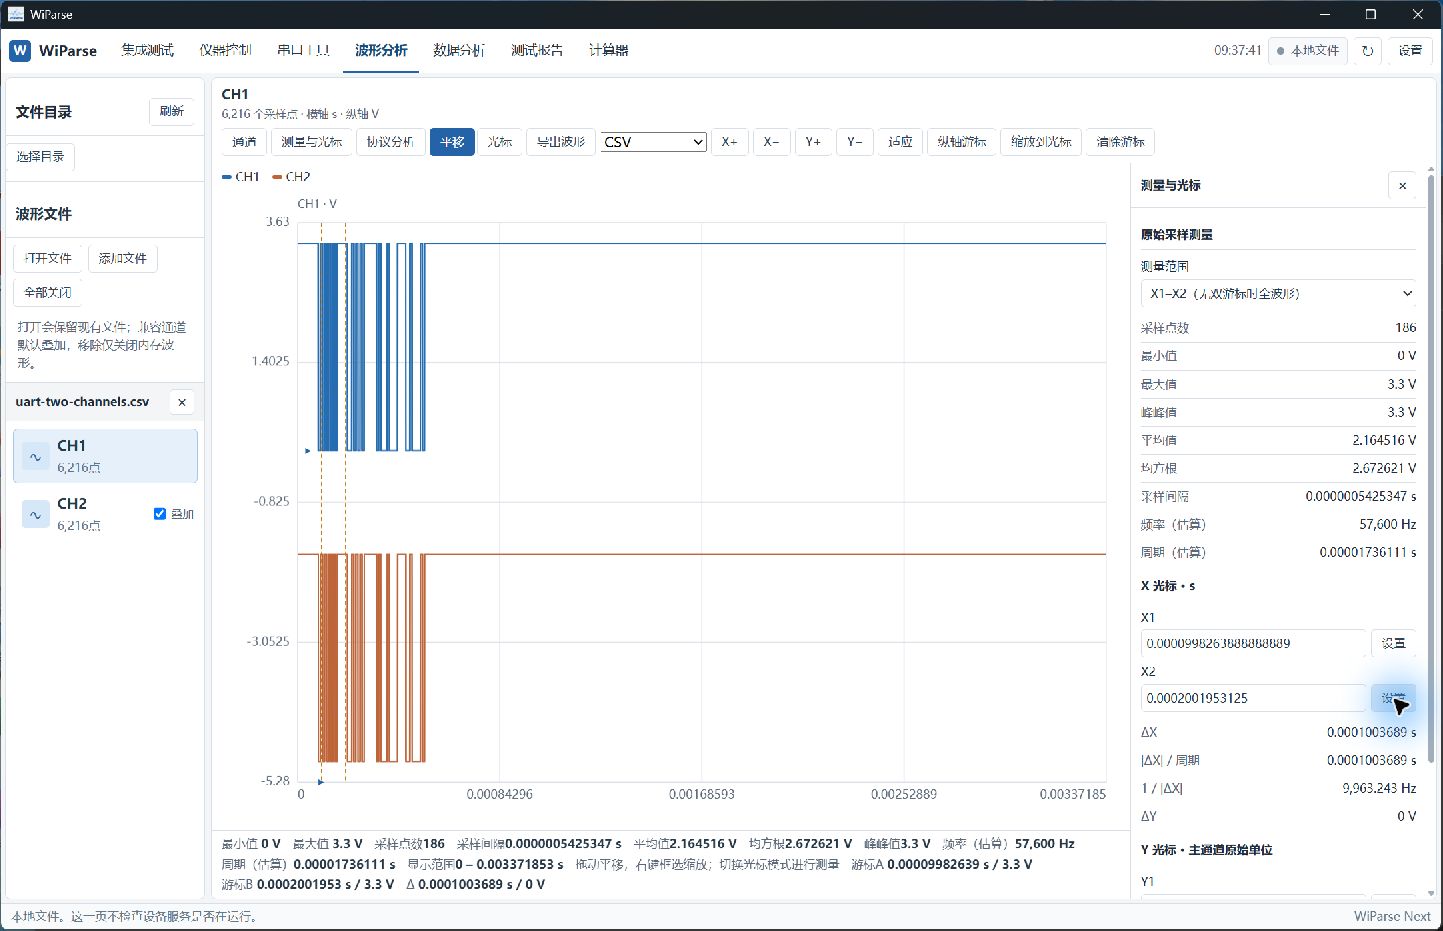 WiParse
W WiParse 集成测试 仪器控制 串口工具 波形分析 数据分析 测试报告 计算器 09:37:41 本地文件 设置
文件目录 刷新
选择目录
波形文件
打开文件 添加文件
全部关闭
打开会保留现有文件；兼容通道
默认叠加，移除仅关闭内存波
形。
uart-two-channels.csv ×
CH1
6,216点
CH2
6,216点
叠加
CH1
6,216 个采样点 · 横轴 s · 纵轴 V
通道 测量与光标 协议分析 平移 光标 导出波形 CSV X+ X− Y+ Y− 适应 纵轴游标 缩放到光标 清除游标
CH1 CH2
CH1 · V
3.63
1.4025
-0.825
-3.0525
-5.28
0 0.00084296 0.00168593 0.00252889 0.00337185
最小值 0 V 最大值 3.3 V 采样点数186 采样间隔0.0000005425347 s 平均值2.164516 V 均方根2.672621 V 峰峰值3.3 V 频率（估算）57,600 Hz
周期（估算）0.00001736111 s 显示范围0 – 0.003371853 s 拖动平移，右键框选缩放；切换光标模式进行测量 游标A 0.00009982639 s / 3.3 V
游标B 0.0002001953 s / 3.3 V Δ 0.0001003689 s / 0 V
测量与光标 ×
原始采样测量
测量范围
X1–X2（无双游标时全波形）
采样点数 186
最小值 0 V
最大值 3.3 V
峰峰值 3.3 V
平均值 2.164516 V
均方根 2.672621 V
采样间隔 0.0000005425347 s
频率（估算） 57,600 Hz
周期（估算） 0.00001736111 s
X 光标 · s
X1
0.0000998263888888889 设置
X2
0.0002001953125 设置
ΔX 0.0001003689 s
|ΔX| / 周期 0.0001003689 s
1 / |ΔX| 9,963.243 Hz
ΔY 0 V
Y 光标 · 主通道原始单位
Y1
本地文件。这一页不检查设备服务是否在运行。 WiParse Next